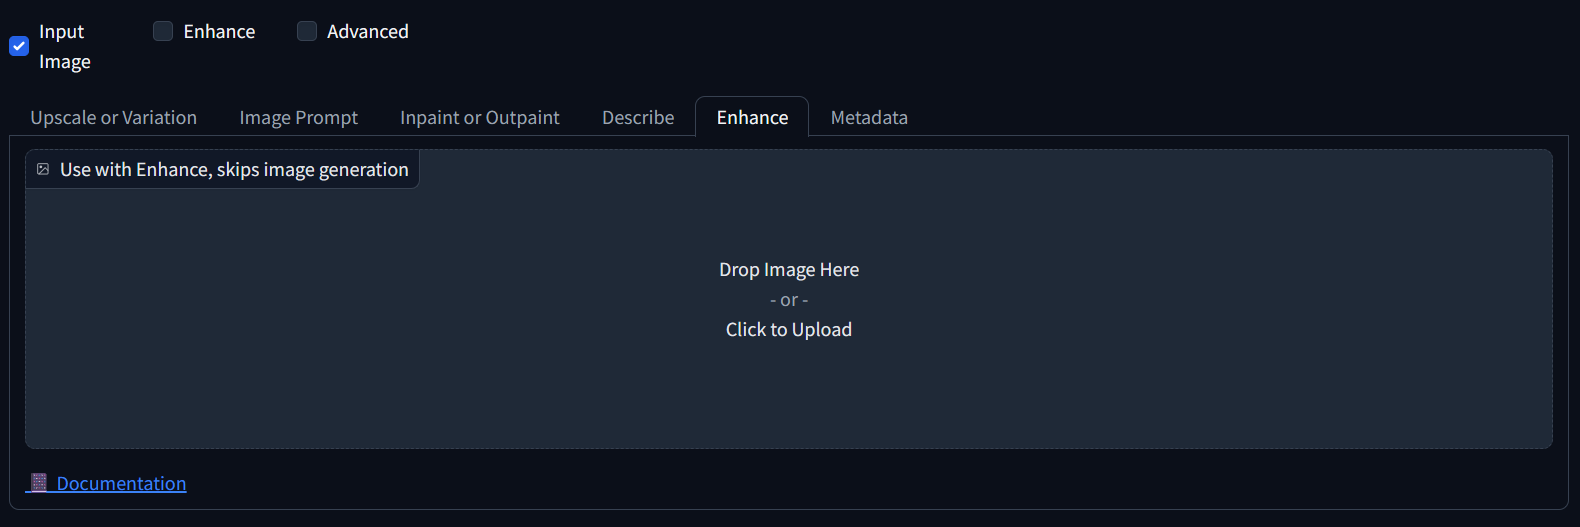 Input
Image
Enhance
Advanced
Upscale or Variation
Image Prompt
Inpaint or Outpaint
Describe
Enhance
Metadata
Use with Enhance, skips image generation
Drop Image Here
- or -
Click to Upload
Documentation